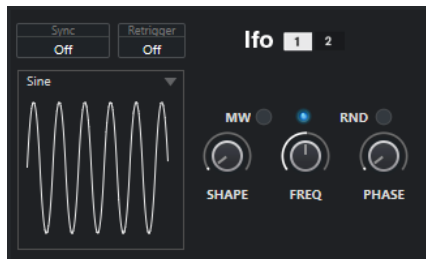 Sync
Off
Retrigger
Off
lfo 1 2
Sine
MW RND
SHAPE FREQ PHASE